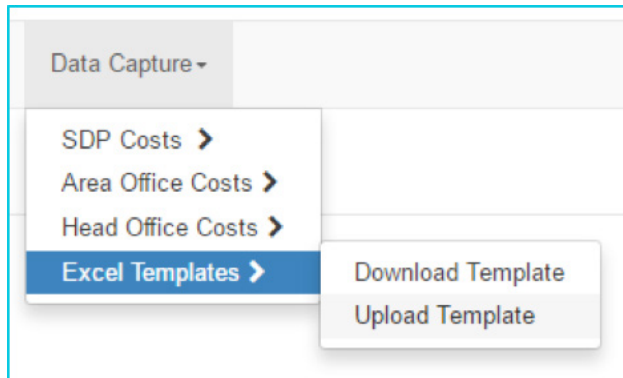 Data Capture
SDP Costs
Area Office Costs
Head Office Costs
Excel Templates
Download Template
Upload Template